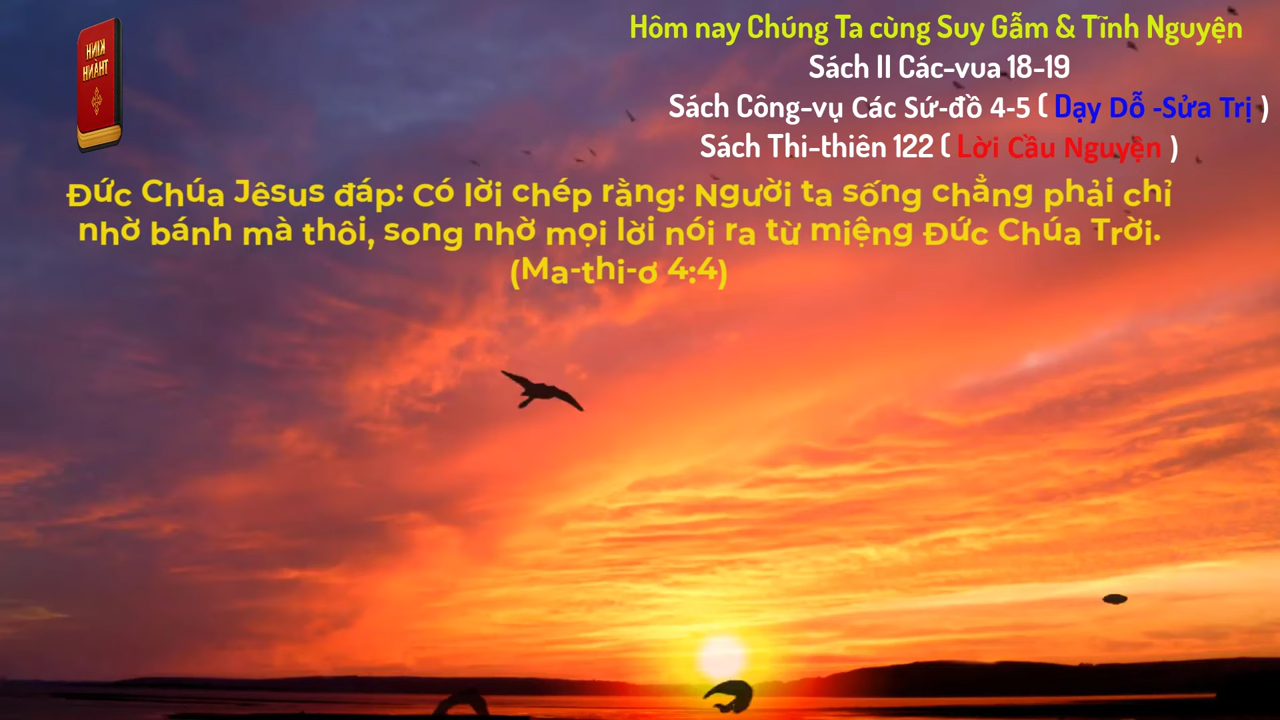 KINH
THÁNH
Hôm nay Chúng Ta cùng Suy Gẫm & Tĩnh Nguyện
Sách II Các-vua 18-19
Sách Công-vụ Các Sứ-đồ 4-5 ( Dạy Dỗ -Sửa Trị )
Sách Thi-thiên 122 ( Lời Cầu Nguyện )
Đức Chúa Jêsus đáp: Có lời chép rằng: Người ta sống chẳng phải chỉ
nhờ bánh mà thôi, song nhờ mọi lời nói ra từ miệng Đức Chúa Trời.
(Ma-thi-ơ 4:4)